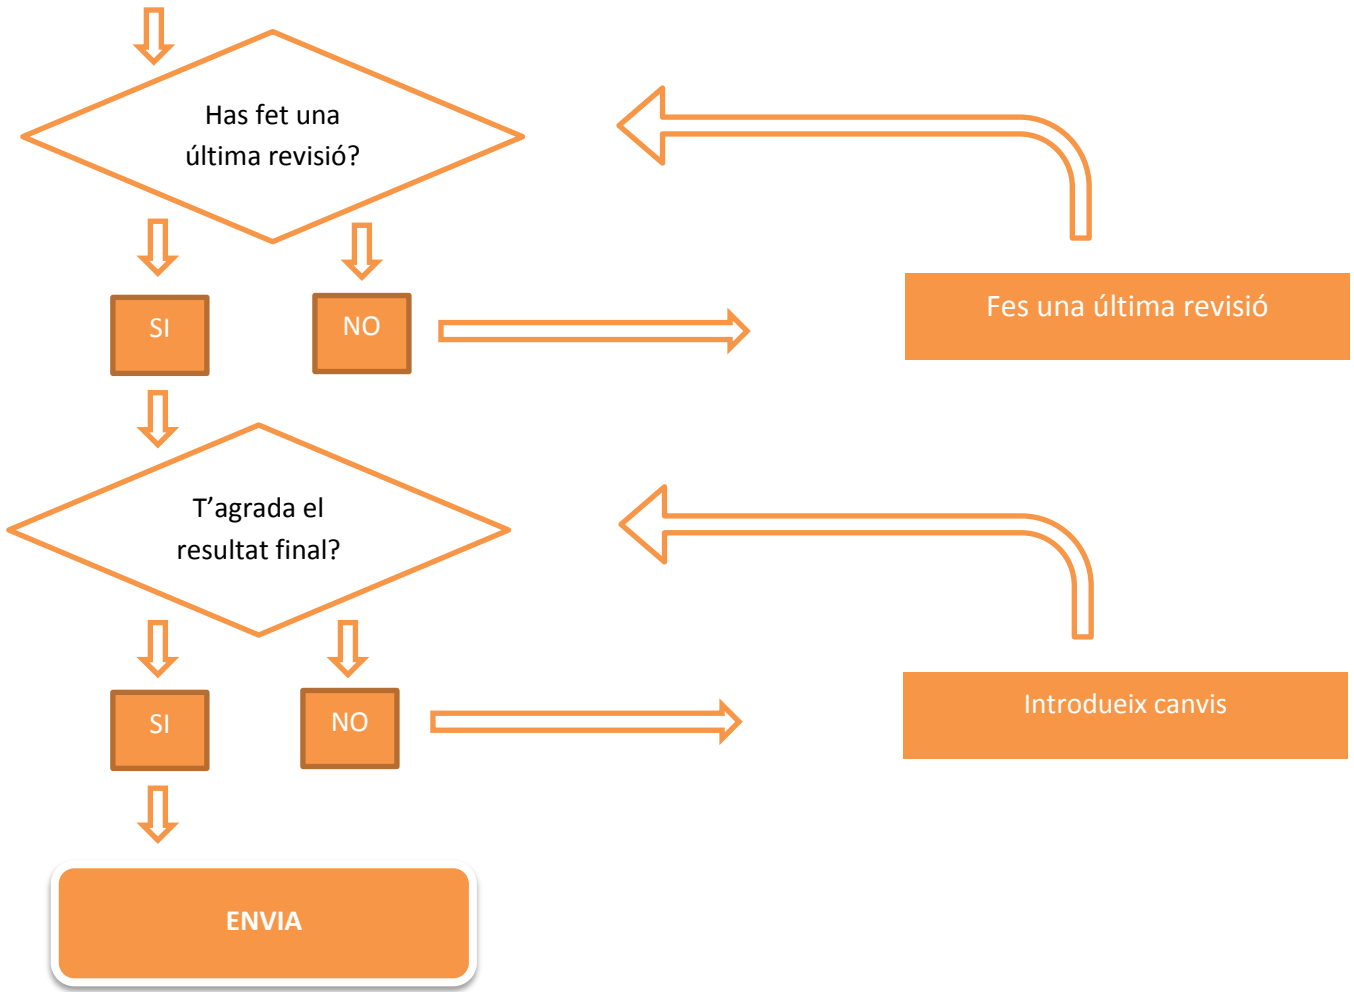 Has fet una
última revisió?
SI
NO
Fes una última revisió
T’agrada el
resultat final?
SI
NO
Introdueix canvis
ENVIA